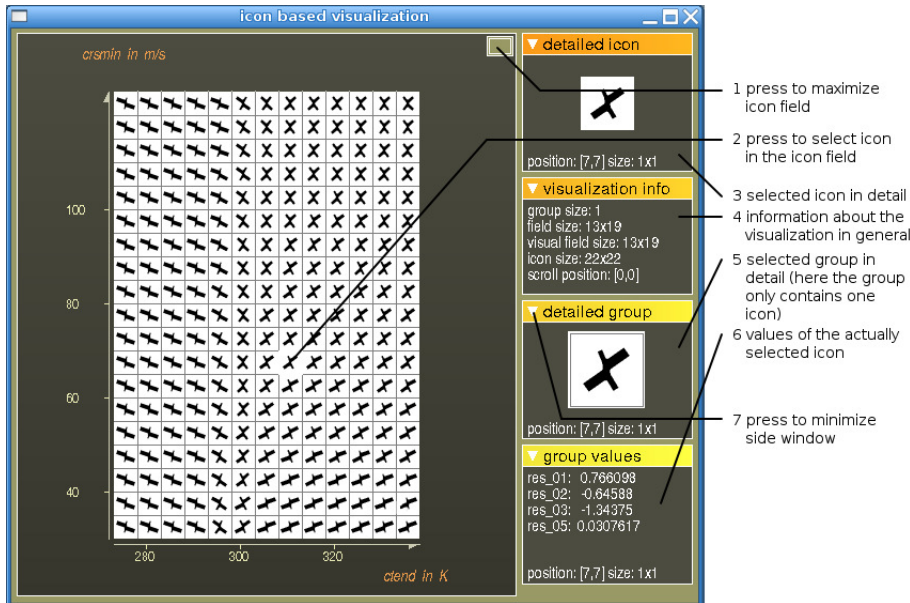 icon based visualization
crsmin in m/s
100
80
60
40
280
300
320
ctend in K
detailed icon
position: [7,7] size: 1x1
visualization info
group size: 1
field size: 13x19
visual field size: 13x19
icon size: 22x22
scroll position: [0,0]
detailed group
position: [7,7] size: 1x1
group values
res_01: 0.766098
res_02: -0.64588
res_03: -1.34375
res_05: 0.0307617
position: [7,7] size: 1x1
1 press to maximize
icon field
2 press to select icon
in the icon field
3 selected icon in detail
4 information about the
visualization in general
5 selected group in
detail (here the group
only contains one
icon)
6 values of the actually
selected icon
7 press to minimize
side window